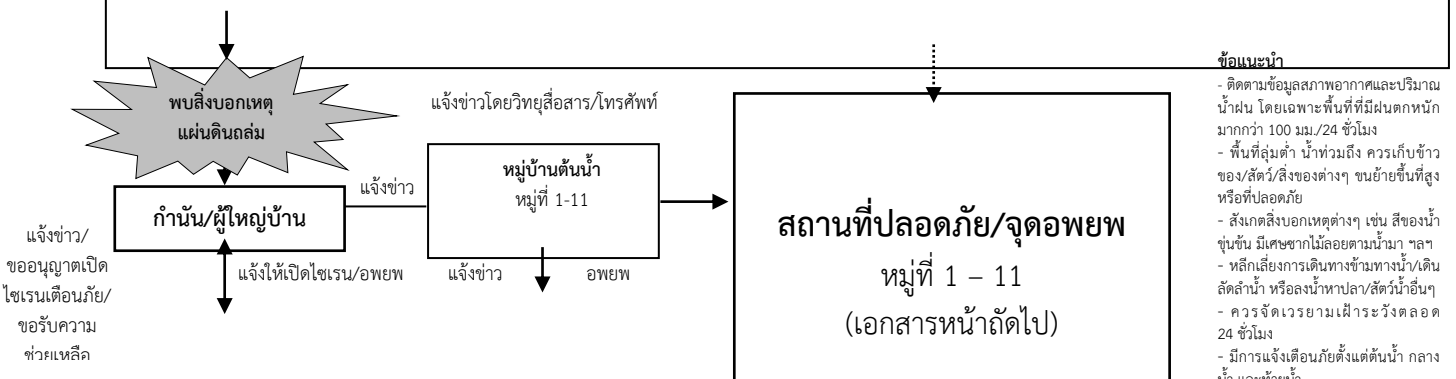 พบสิ่งบอกเหตุ
แผ่นดินถล่ม
แจ้งข่าวโดยวิทยุสื่อสาร/โทรศัพท์
หมู่บ้านต้นน้ำ
หมู่ที่ 1-11
แจ้งข่าว
กำนัน/ผู้ใหญ่บ้าน
แจ้งข่าว/
ขออนุญาตเปิด
ไซเรนเตือนภัย/
ขอรับความ
ช่วยเหลือ
แจ้งให้เปิดไซเรน/อพยพ
แจ้งข่าว
อพยพ
สถานที่ปลอดภัย/จุดอพยพ
หมู่ที่ 1 – 11
(เอกสารหน้าถัดไป)
ข้อแนะนำ
- ติดตามข้อมูลสภาพอากาศและปริมาณ
น้ำฝน โดยเฉพาะพื้นที่ที่มีฝนตกหนัก
มากกว่า 100 มม./24 ชั่วโมง
- พื้นที่ลุ่มต่ำ น้ำท่วมถึง ควรเก็บข้าว
ของ/สัตว์/สิ่งของต่างๆ ขนย้ายขึ้นที่สูง
หรือที่ปลอดภัย
- สังเกตสิ่งบอกเหตุต่างๆ เช่น สีของน้ำ
ขุ่นข้น มีเศษซากไม้ลอยตามน้ำมา ฯลฯ
- หลีกเลี่ยงการเดินทางข้ามทางน้ำ/เดิน
ลัดลำน้ำ หรือลงน้ำหาปลา/สัตว์น้ำอื่นๆ
- ควรจัดเวรยามเฝ้าระวังตลอด
24 ชั่วโมง
- มีการแจ้งเตือนภัยตั้งแต่ต้นน้ำ กลาง
น้ำ และท้ายน้ำ